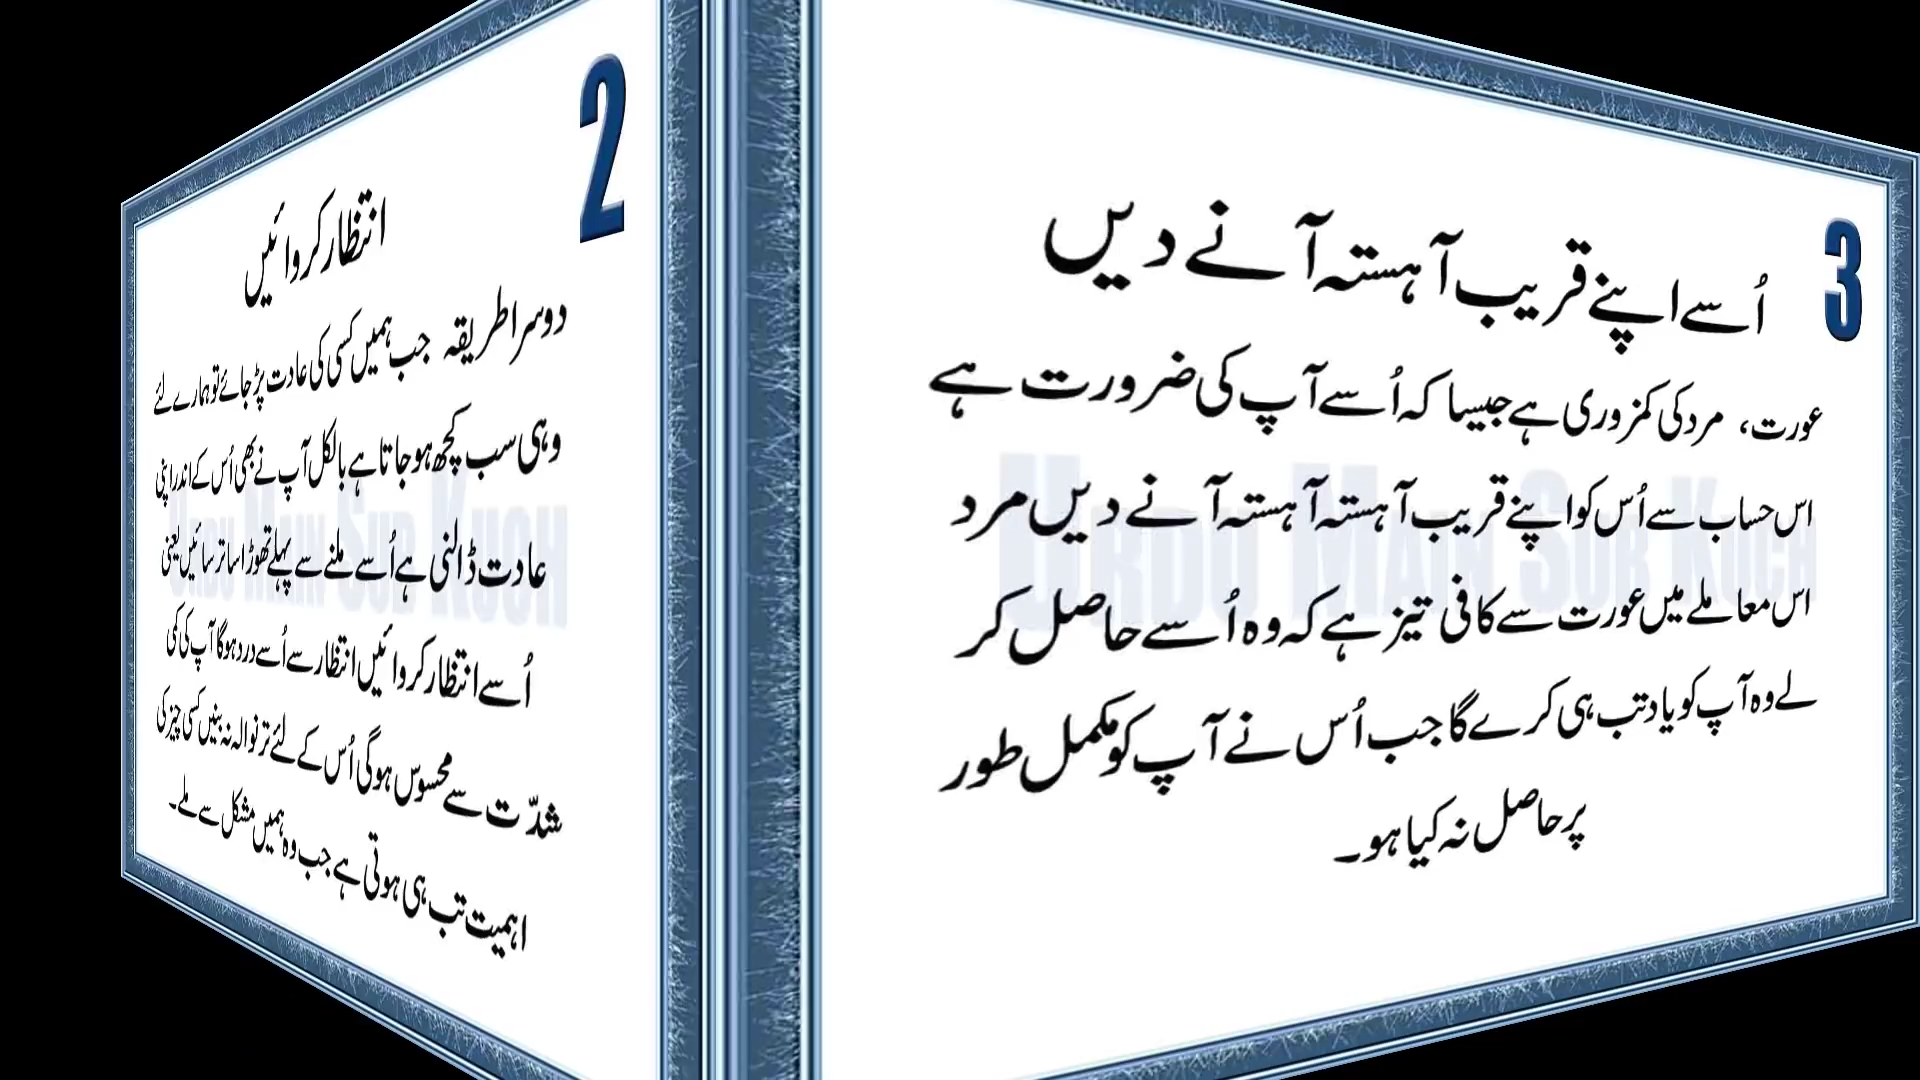 2
انتظار کروائیں
دوسرا طریقہ جب ہمیں کسی کی عادت پڑ جائے تو ہمارے لئے
وہی سب کچھ ہو جاتا ہے بالکل آپ نے بھی اُس کے اندر اپنی
عادت ڈالنی ہے اُسے ملنے سے پہلے تھوڑا سا ترسائیں یعنی
اُسے انتظار کروائیں انتظار سے اُسے درد ہوگا آپ کی کمی
شدّت سے محسوس ہوگی اُس کے لئے تر نوالہ نہ بنیں کسی چیز کی
اہمیت تب ہی ہوتی ہے جب وہ ہمیں مشکل سے ملے۔
URDU MAIN SUB KUCH
3
اُسے اپنے قریب آہستہ آنے دیں
عورت، مرد کی کمزوری ہے جیسا کہ اُسے آپ کی ضرورت ہے
اس حساب سے اُس کو اپنے قریب آہستہ آہستہ آنے دیں مرد
اس معاملے میں عورت سے کافی تیز ہے کہ وہ اُسے حاصل کر
لے وہ آپ کو یاد تب ہی کرے گا جب اُس نے آپ کو مکمل طور
پر حاصل نہ کیا ہو۔
URDU MAIN SUB KUCH